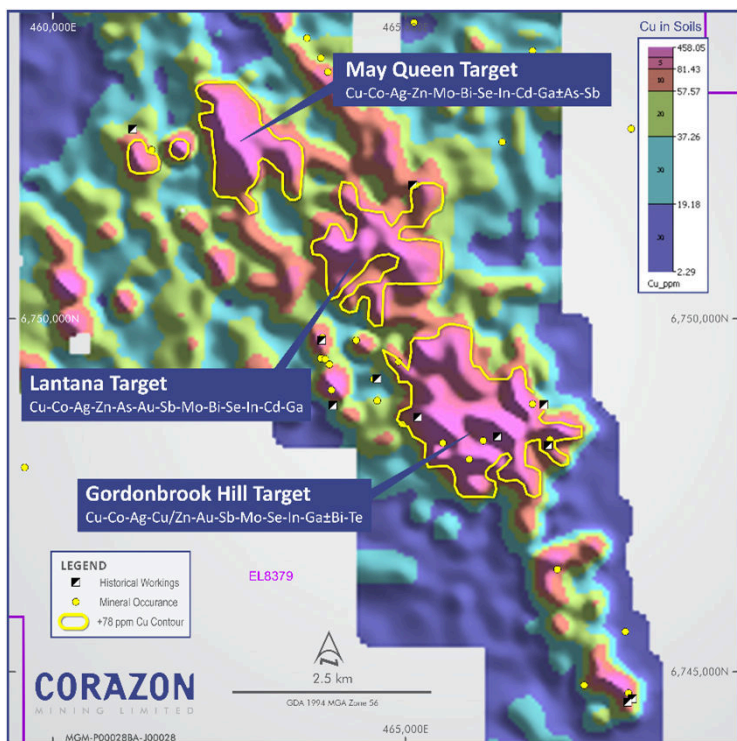 460,000E
465,000E
Cu in Soils
458.05
5
81.43
10
57.57
20
37.26
30
19.18
30
2.29
Cu_ppm
May Queen Target
Cu-Co-Ag-Zn-Mo-Bi-Se-In-Cd-Ga±As-Sb
6,750,000N
6,750,000N
Lantana Target
Cu-Co-Ag-Zn-As-Au-Sb-Mo-Bi-Se-In-Cd-Ga
Gordonbrook Hill Target
Cu-Co-Ag-Cu/Zn-Au-Sb-Mo-Se-In-Ga±Bi-Te
LEGEND
Historical Workings
Mineral Occurance
+78 ppm Cu Contour
EL8379
2.5 km
GDA 1994 MGA Zone 56
6,745,000N
CORAZON
MINING LIMITED
465,000E
MGM-P00028BA-J00028